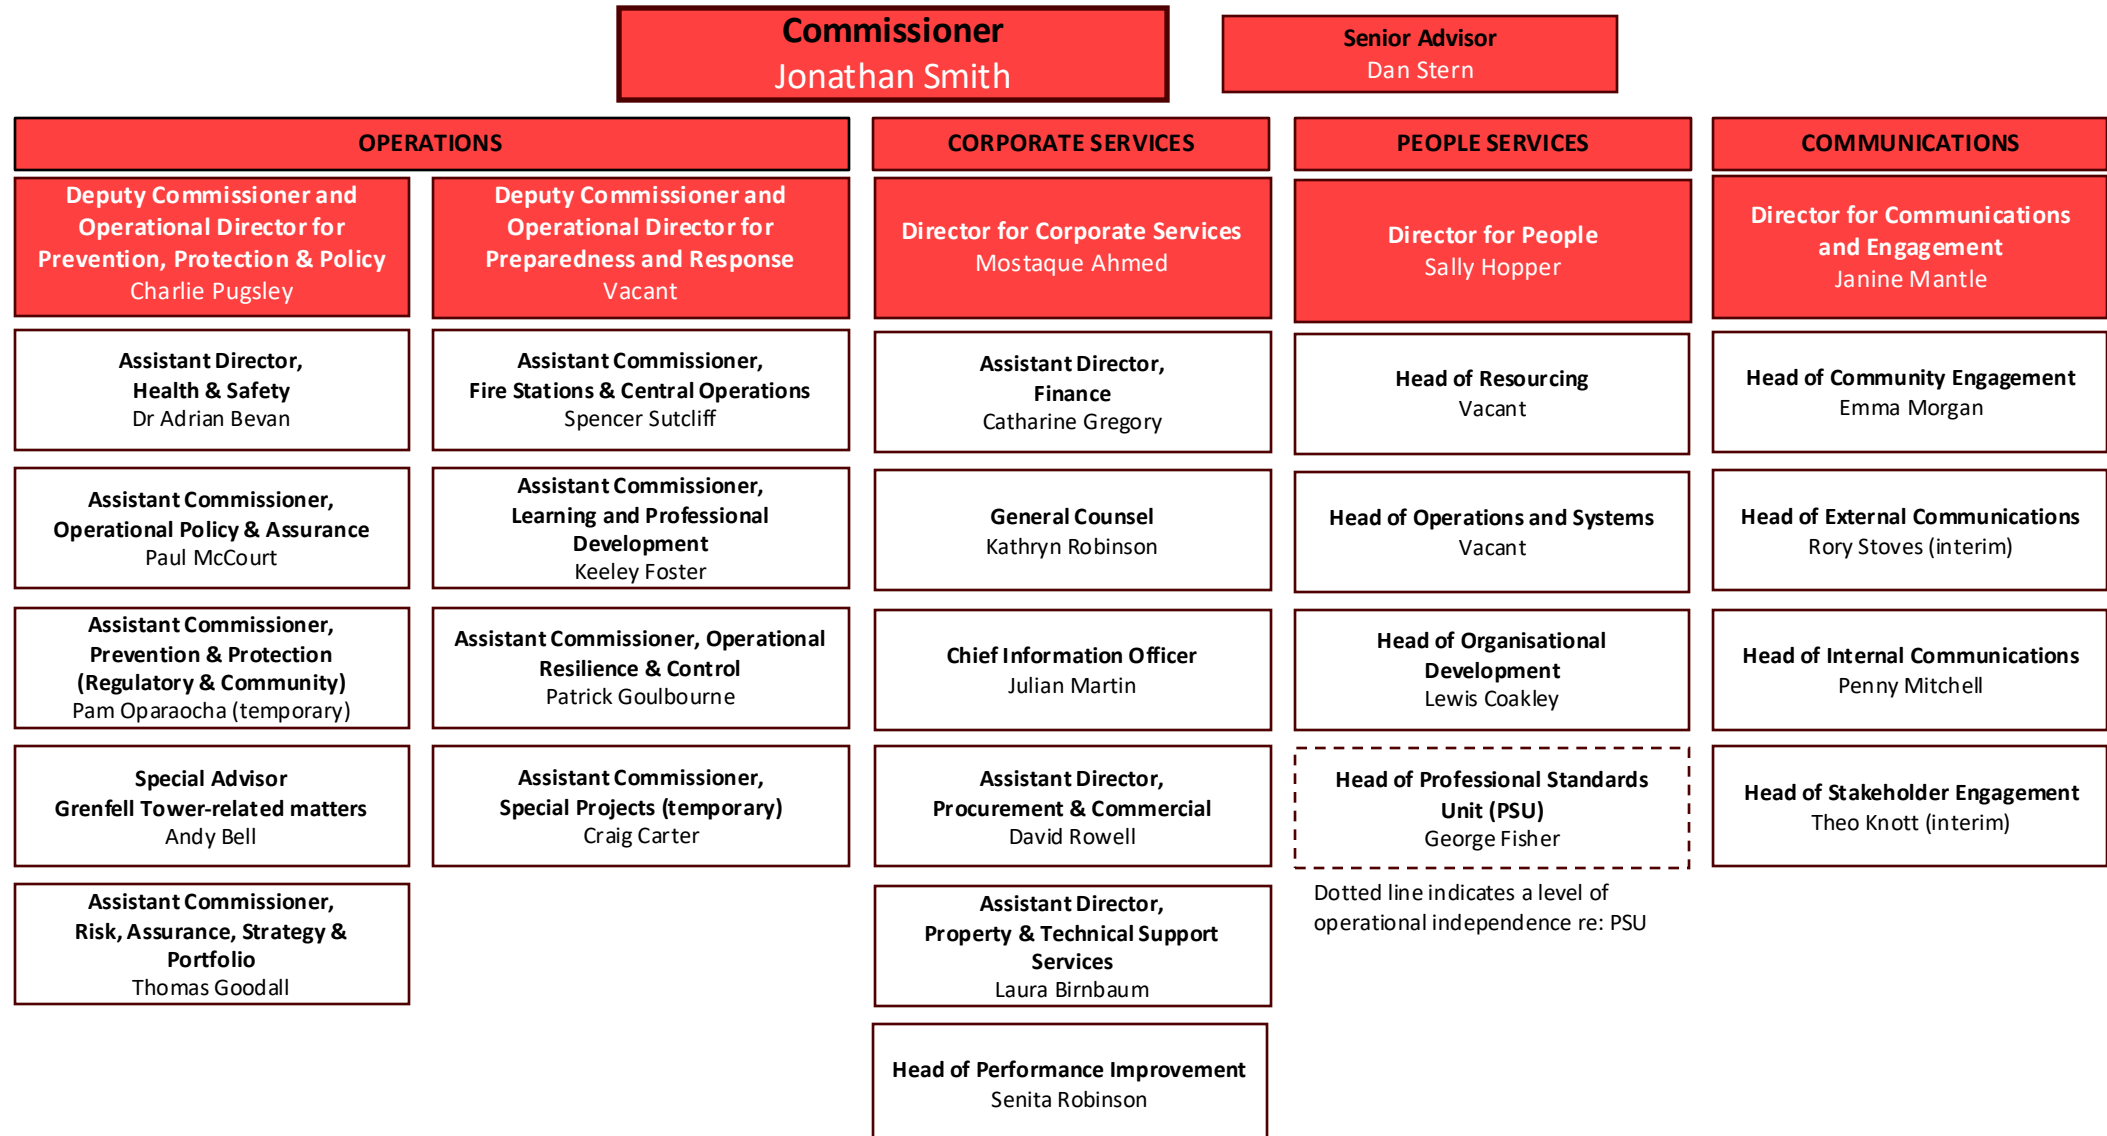 Commissioner
Jonathan Smith
Senior Advisor
Dan Stern
OPERATIONS
CORPORATE SERVICES
PEOPLE SERVICES
COMMUNICATIONS
Deputy Commissioner and
Operational Director for
Prevention, Protection & Policy
Charlie Pugsley
Deputy Commissioner and
Operational Director for
Preparedness and Response
Vacant
Director for Corporate Services
Mostaque Ahmed
Director for People
Sally Hopper
Director for Communications
and Engagement
Janine Mantle
Assistant Director,
Health & Safety
Dr Adrian Bevan
Assistant Commissioner,
Fire Stations & Central Operations
Spencer Sutcliff
Assistant Director,
Finance
Catharine Gregory
Head of Resourcing
Vacant
Head of Community Engagement
Emma Morgan
Assistant Commissioner,
Operational Policy & Assurance
Paul McCourt
Assistant Commissioner,
Learning and Professional
Development
Keeley Foster
General Counsel
Kathryn Robinson
Head of Operations and Systems
Vacant
Head of External Communications
Rory Stoves (interim)
Assistant Commissioner,
Prevention & Protection
(Regulatory & Community)
Pam Oparaocha (temporary)
Assistant Commissioner, Operational
Resilience & Control
Patrick Goulbourne
Chief Information Officer
Julian Martin
Head of Organisational
Development
Lewis Coakley
Head of Internal Communications
Penny Mitchell
Special Advisor
Grenfell Tower-related matters
Andy Bell
Assistant Commissioner,
Special Projects (temporary)
Craig Carter
Assistant Director,
Procurement & Commercial
David Rowell
Head of Professional Standards
Unit (PSU)
George Fisher
Head of Stakeholder Engagement
Theo Knott (interim)
Assistant Commissioner,
Risk, Assurance, Strategy &
Portfolio
Thomas Goodall
Assistant Director,
Property & Technical Support
Services
Laura Birnbaum
Dotted line indicates a level of
operational independence re: PSU
Head of Performance Improvement
Senita Robinson